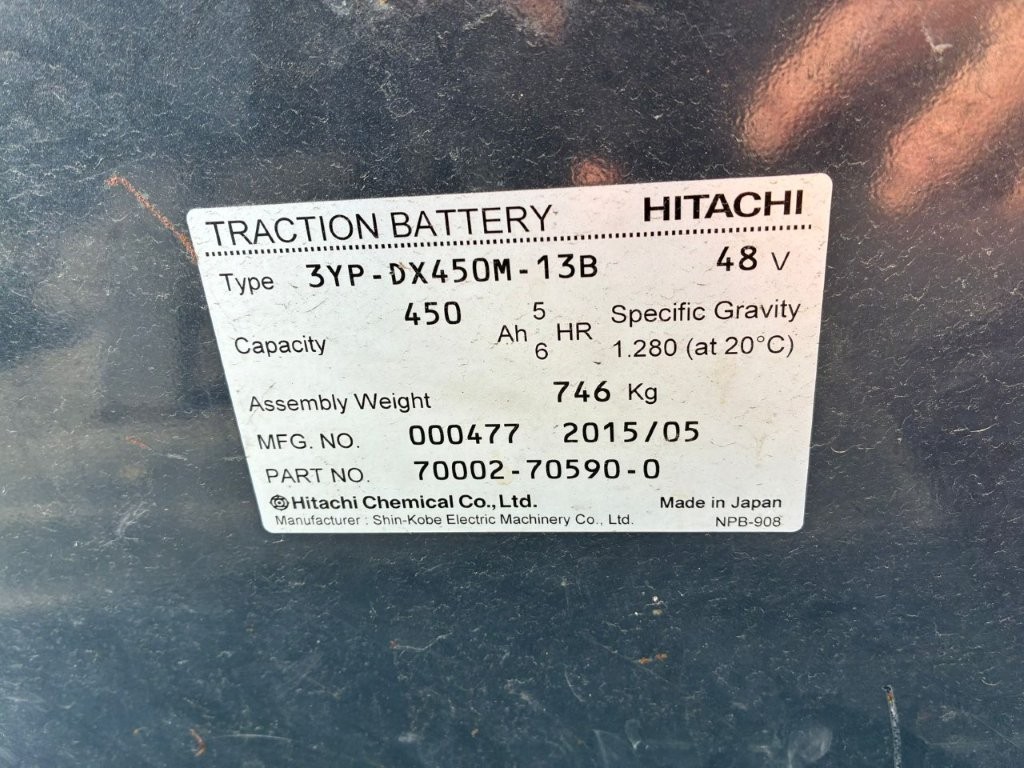 TRACTION BATTERY HITACHI
Type 3YP-DX450M-13B 48 V
Capacity 450 Ah 5 HR Specific Gravity
6 1.280 (at 20°C)
Assembly Weight 746 Kg
MFG. NO. 000477 2015/05
PART NO. 70002-70590-0
Hitachi Chemical Co., Ltd. Made in Japan
Manufacturer : Shin-Kobe Electric Machinery Co., Ltd. NPB-908